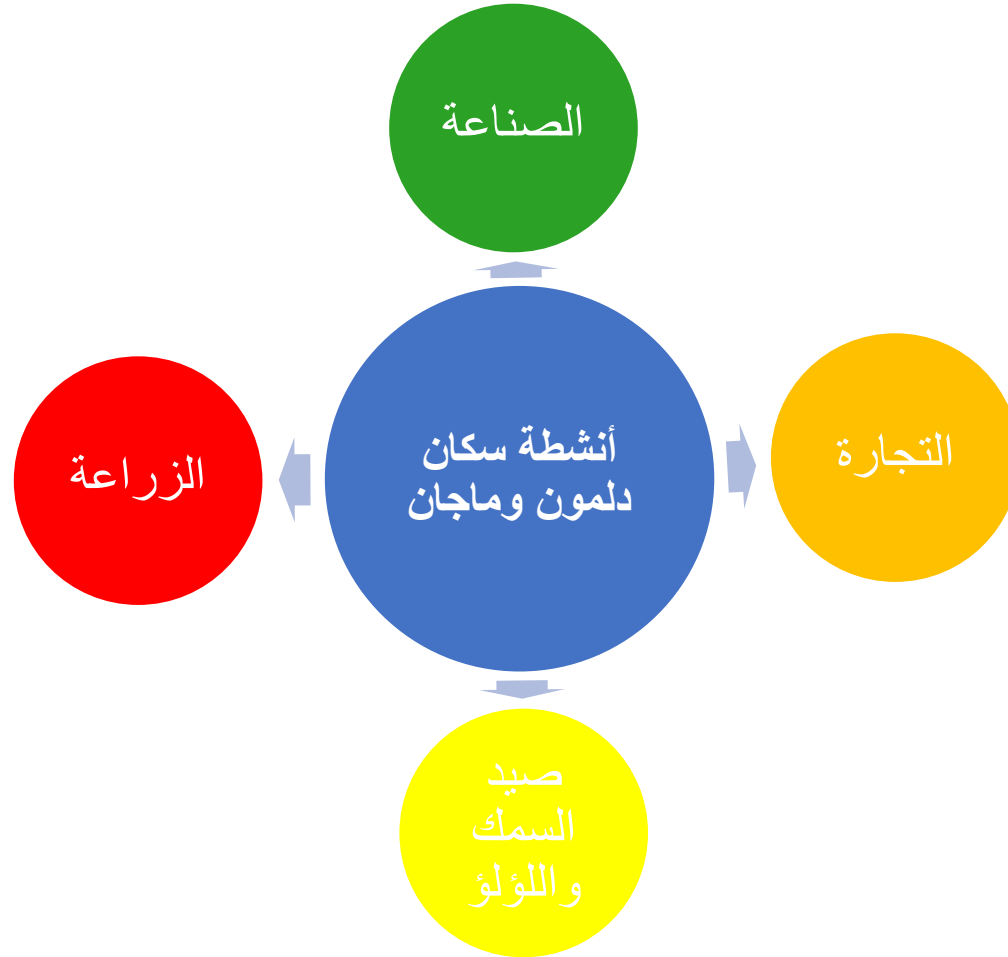 الصناعة
أنشطة سكان
دلمون وماجان
التجارة
الزراعة
صيد
السمك
واللؤلؤ